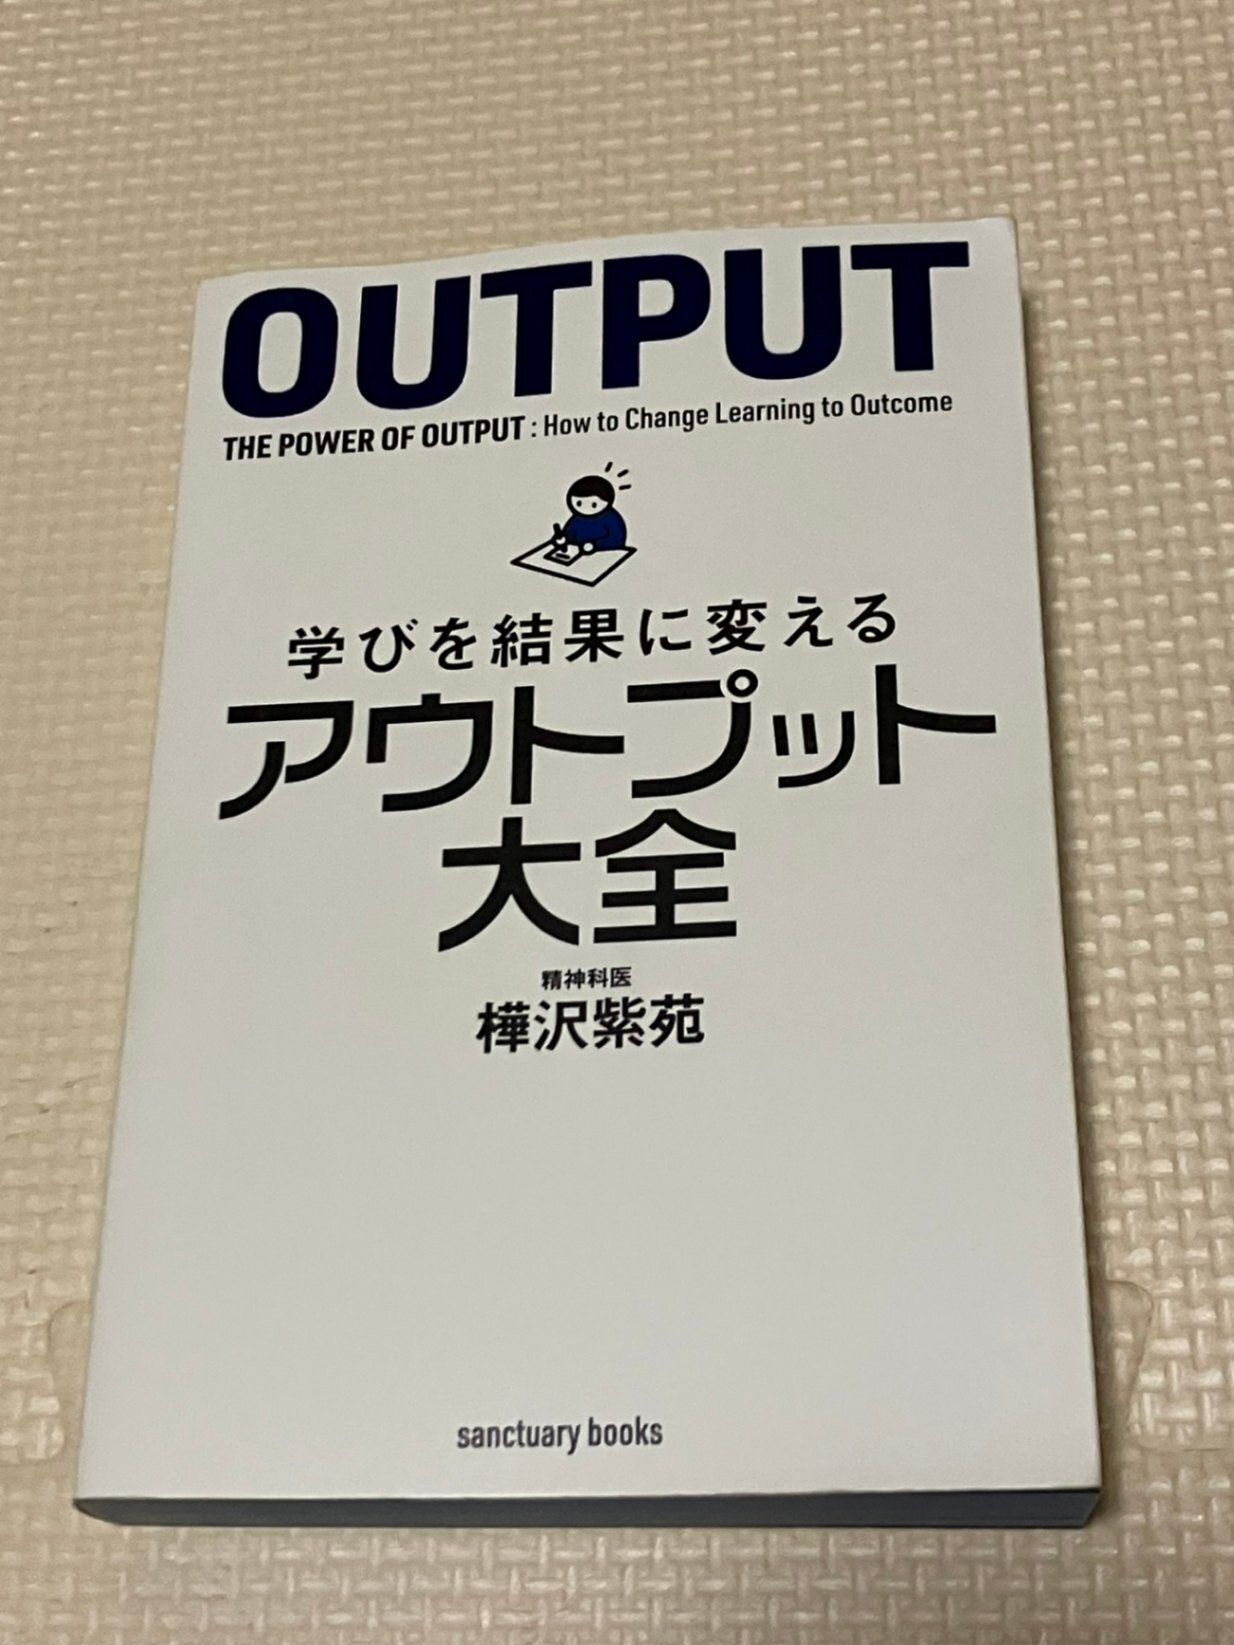 OUTPUT
THE POWER OF OUTPUT : How to Change Learning to Outcome
学びを結果に変える
アウトプット
大全
精神科医
樺沢紫苑
sanctuary books